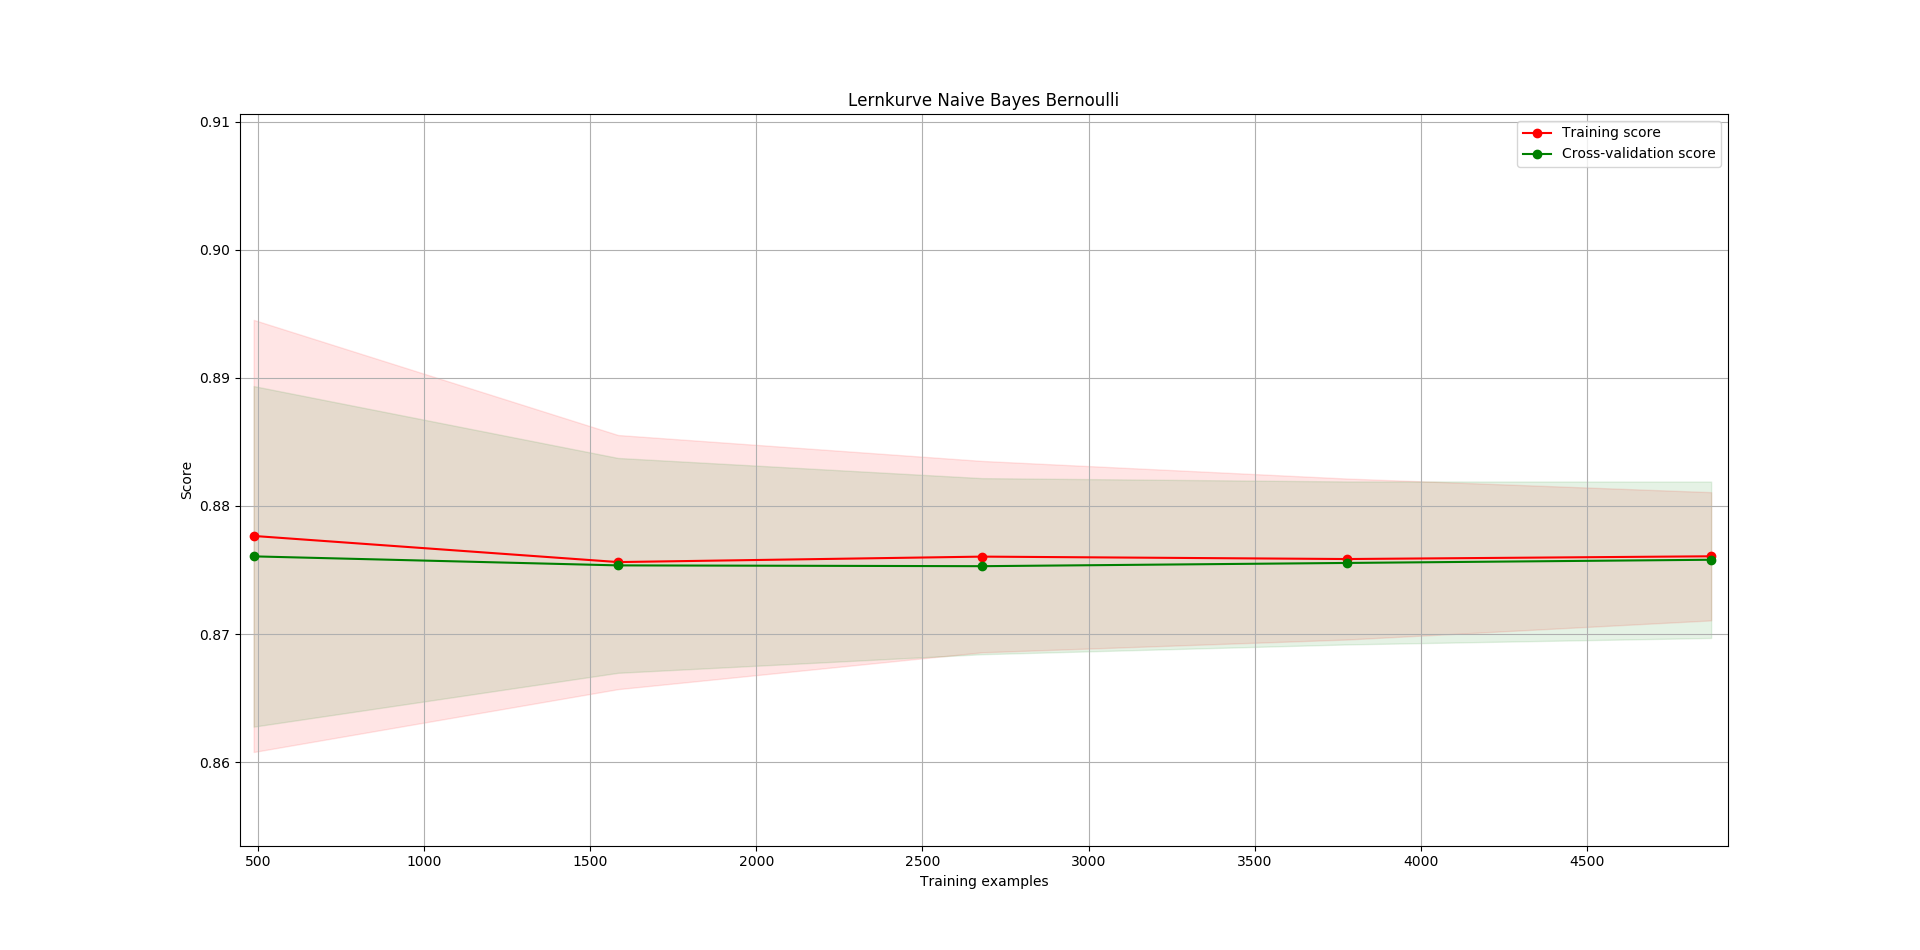 Lernkurve Naive Bayes Bernoulli
Training score
Cross-validation score
0.91
0.90
0.89
0.88
0.87
0.86
Score
500 1000 1500 2000 2500 3000 3500 4000 4500
Training examples